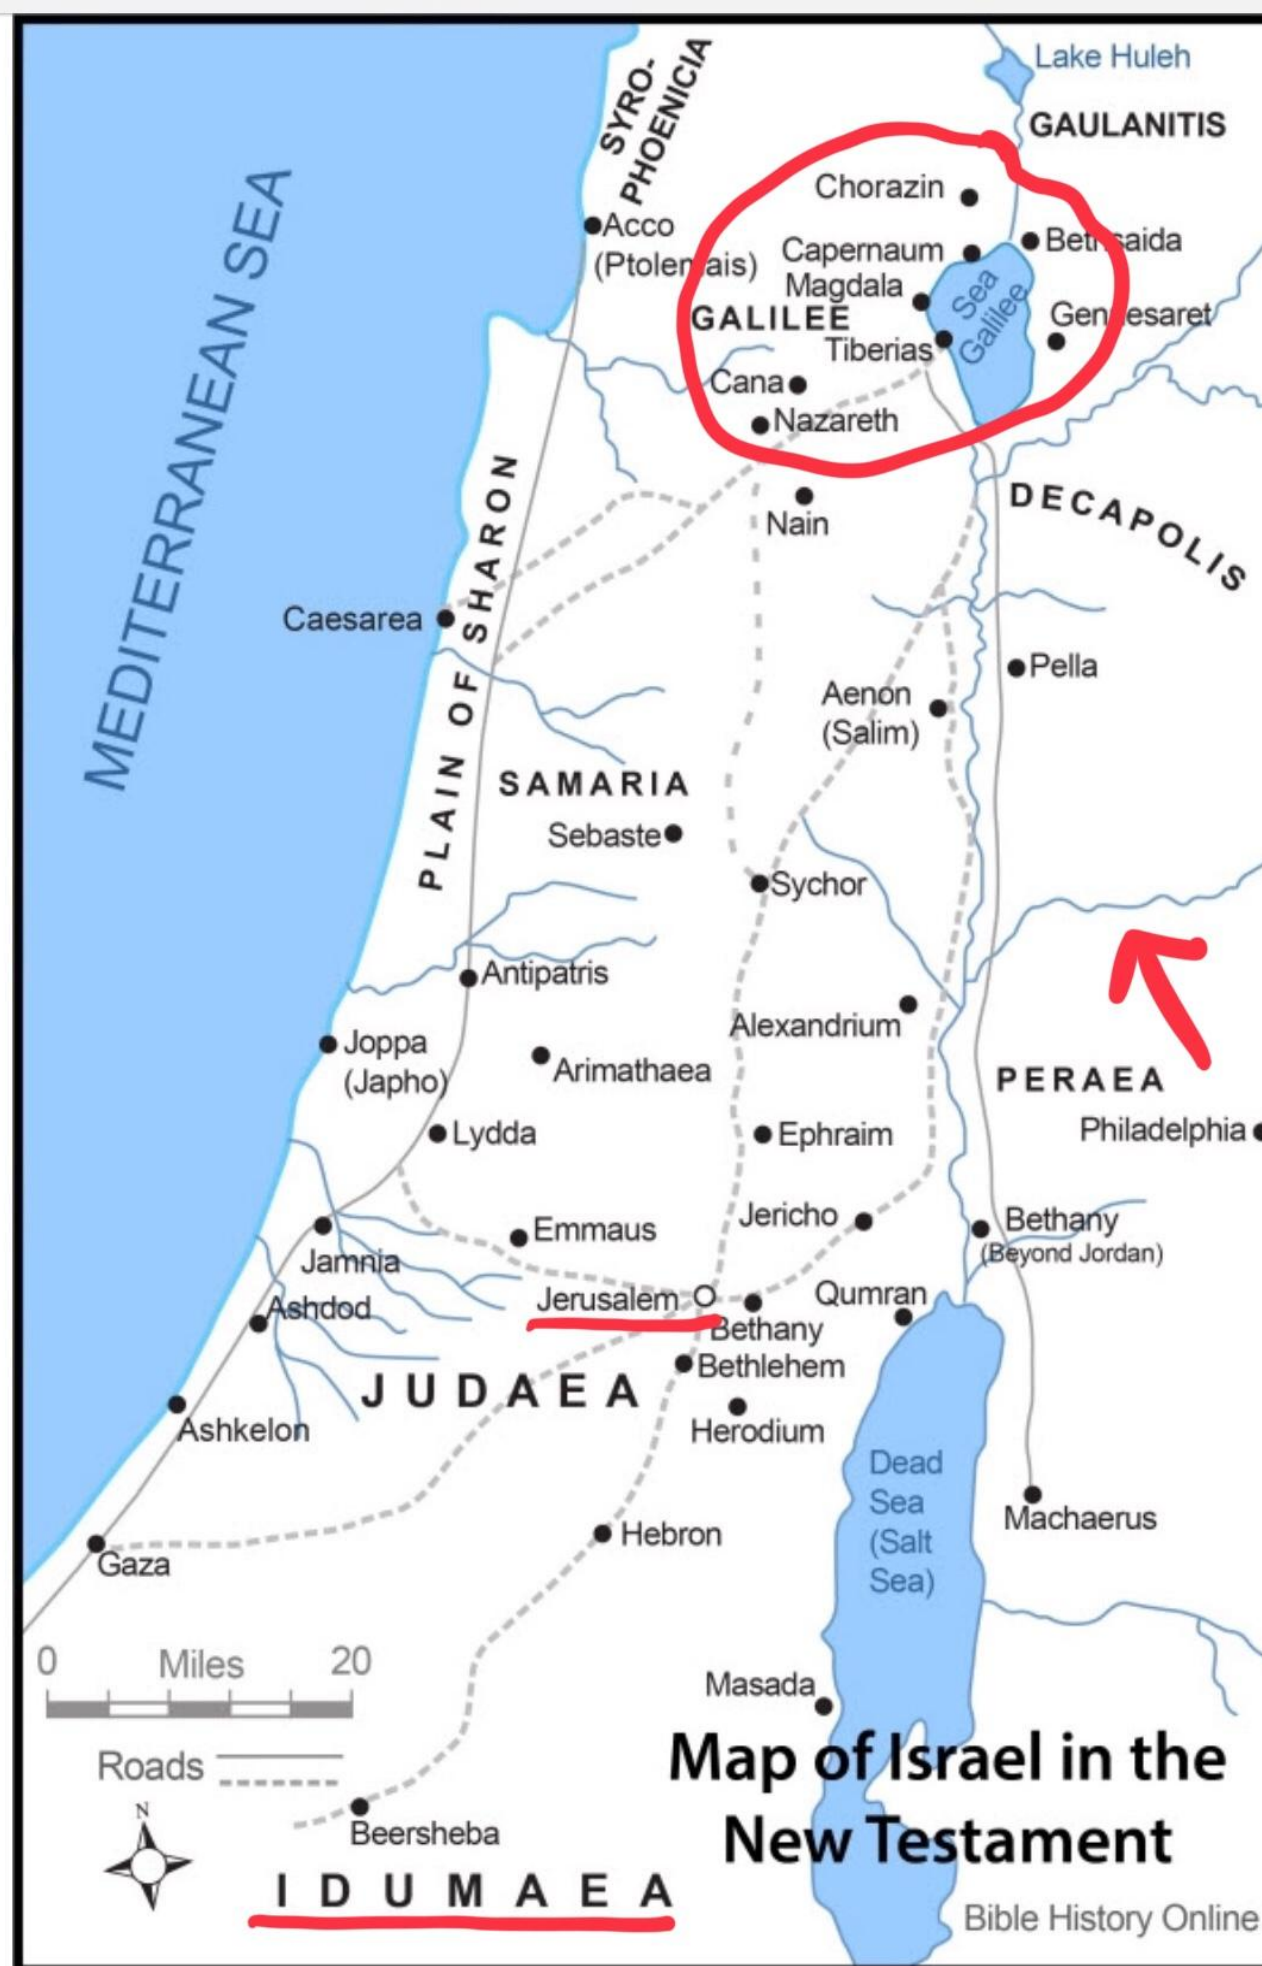 Lake Huleh
SYRO-
PHOENICIA
GAULANITIS
Chorazin
Acco
(Ptolemais)
Capernaum
Bethsaida
Magdala
Sea
Galilee
GALILEE
Gennesaret
Tiberias
Cana
Nazareth
MEDITERRANEAN SEA
DECAPOLIS
Nain
PLAIN OF SHARON
Caesarea
Pella
Aenon
(Salim)
SAMARIA
Sebaste
Sychor
Antipatris
Alexandrium
Joppa
(Japho)
Arimathaea
PERAEA
Lydda
Ephraim
Philadelphia
Jericho
Bethany
(Beyond Jordan)
Emmaus
Jamnia
Jerusalem
Qumran
Ashdod
Bethany
Bethlehem
JUDAEA
Herodium
Ashkelon
Dead
Sea
(Salt
Sea)
Machaerus
Hebron
Gaza
0 Miles 20
Masada
Roads
Map of Israel in the
New Testament
N
Beersheba
IDUMAEA
Bible History Online